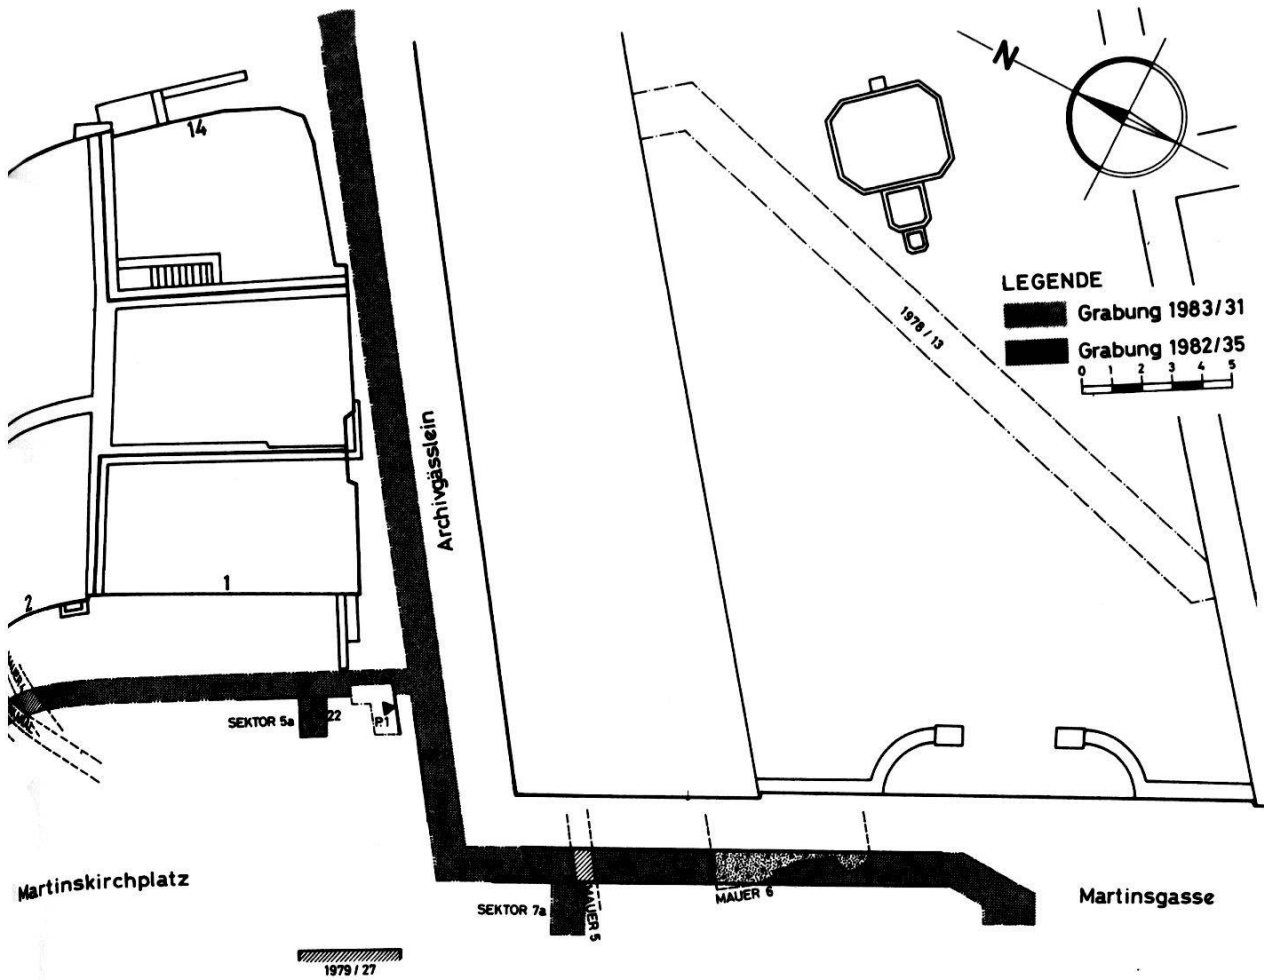 N
14
LEGENDE
Grabung 1983/31
Grabung 1982/35
0 1 2 3 4 5
1978/13
Archivgässlein
1
2
SEKTOR 5a
22
P.1
Martinskirchplatz
SEKTOR 7a
MAUER 5
MAUER 6
Martinsgasse
1979/27